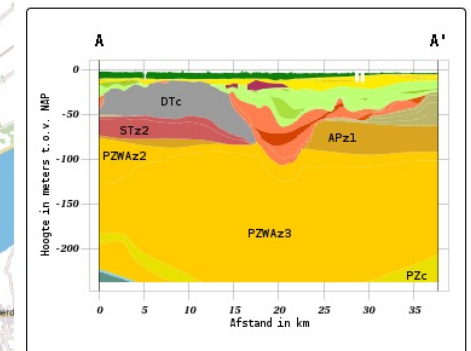 A A'
0
DTc
-50
STz2
APz1
-100
PZWAz2
-150
PZWAz3
-200
PZc
0 5 10 15 20 25 30 35
Afstand in km
Hoogte in meters t.o.v. NAP
erd